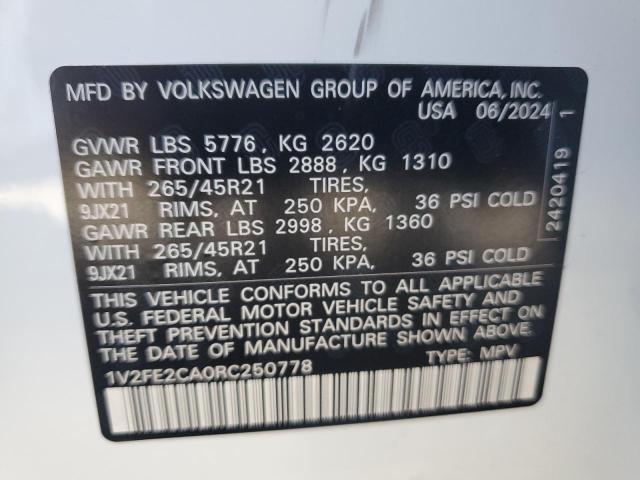 MFD BY VOLKSWAGEN GROUP OF AMERICA, INC.
USA 06/2024
GVWR LBS 5776, KG 2620
GAWR FRONT LBS 2888, KG 1310
WITH 265/45R21 TIRES,
9JX21 RIMS, AT 250 KPA, 36 PSI COLD
GAWR REAR LBS 2998, KG 1360
WITH 265/45R21 TIRES,
9JX21 RIMS, AT 250 KPA, 36 PSI COLD
THIS VEHICLE CONFORMS TO ALL APPLICABLE
U.S. FEDERAL MOTOR VEHICLE SAFETY AND
THEFT PREVENTION STANDARDS IN EFFECT
ON THE DATE OF MANUFACTURE SHOWN ABOVE.
1V2FE2CA0RC250778 TYPE: MPV
2420419 1